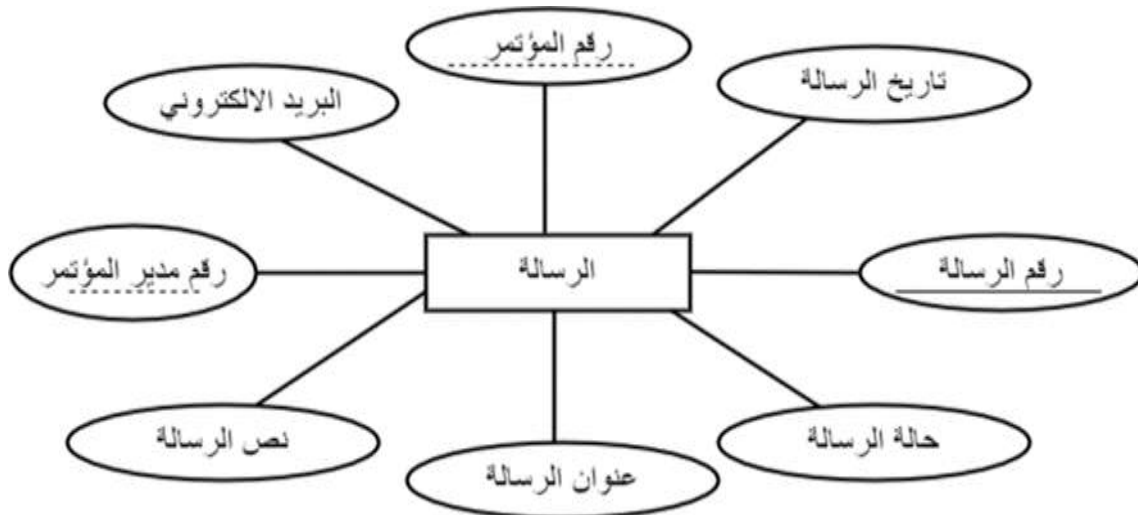 رقم المؤتمر
تاريخ الرسالة
البريد الالكتروني
رقم مدير المؤتمر
الرسالة
رقم الرسالة
نص الرسالة
عنوان الرسالة
حالة الرسالة